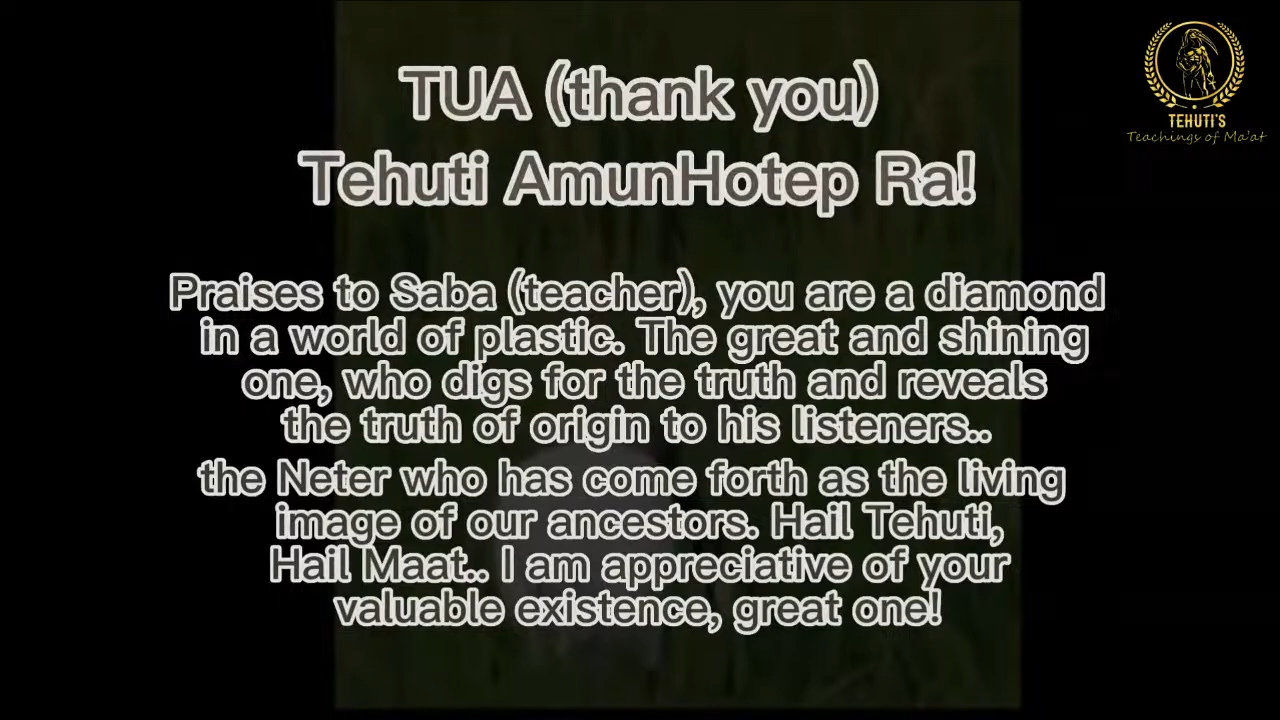 TUA (thank you)
Tehuti AmunHotep Ra!
Praises to Saba (teacher), you are a diamond
in a world of plastic. The great and shining
one, who digs for the truth and reveals
the truth of origin to his listeners..
the Neter who has come forth as the living
image of our ancestors. Hail Tehuti,
Hail Maat.. I am appreciative of your
valuable existence, great one!
TEHUTI'S
Teachings of Ma'at